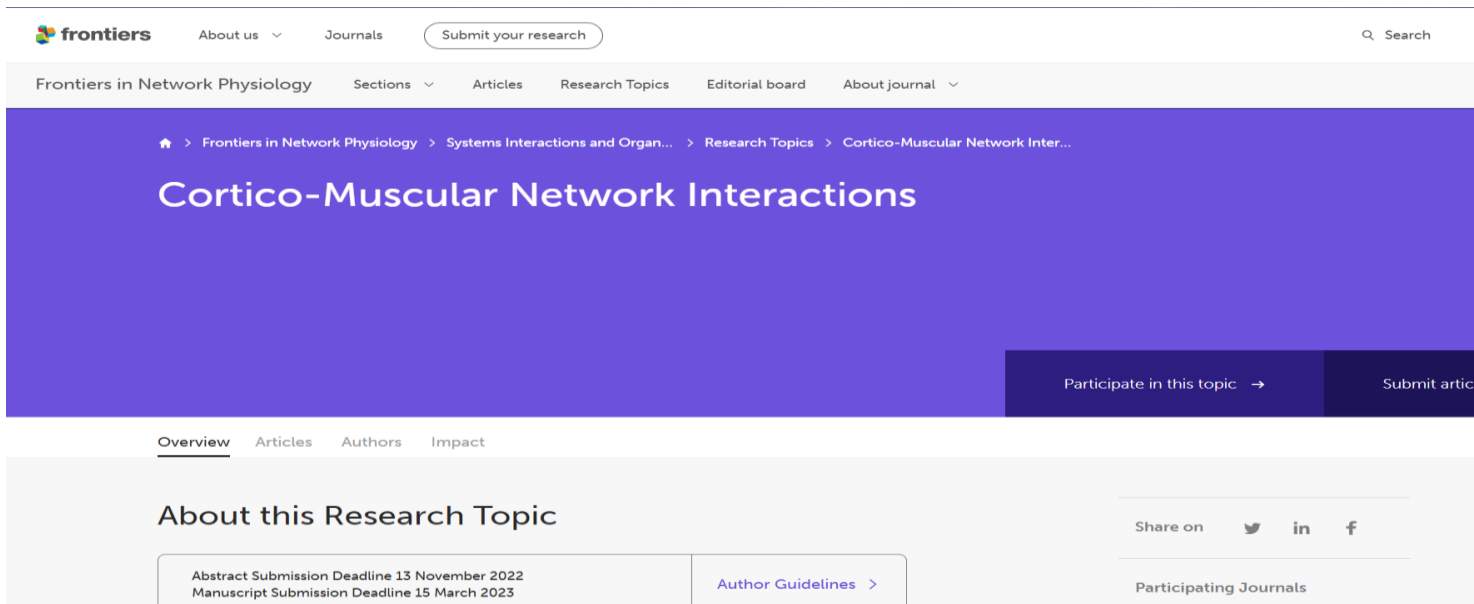 frontiers About us Journals Submit your research Search
Frontiers in Network Physiology Sections Articles Research Topics Editorial board About journal
> Frontiers in Network Physiology > Systems Interactions and Organ... > Research Topics > Cortico-Muscular Network Inter...
Cortico-Muscular Network Interactions
Participate in this topic → Submit artic
Overview Articles Authors Impact
About this Research Topic
Share on
Abstract Submission Deadline 13 November 2022
Manuscript Submission Deadline 15 March 2023
Author Guidelines >
Participating Journals